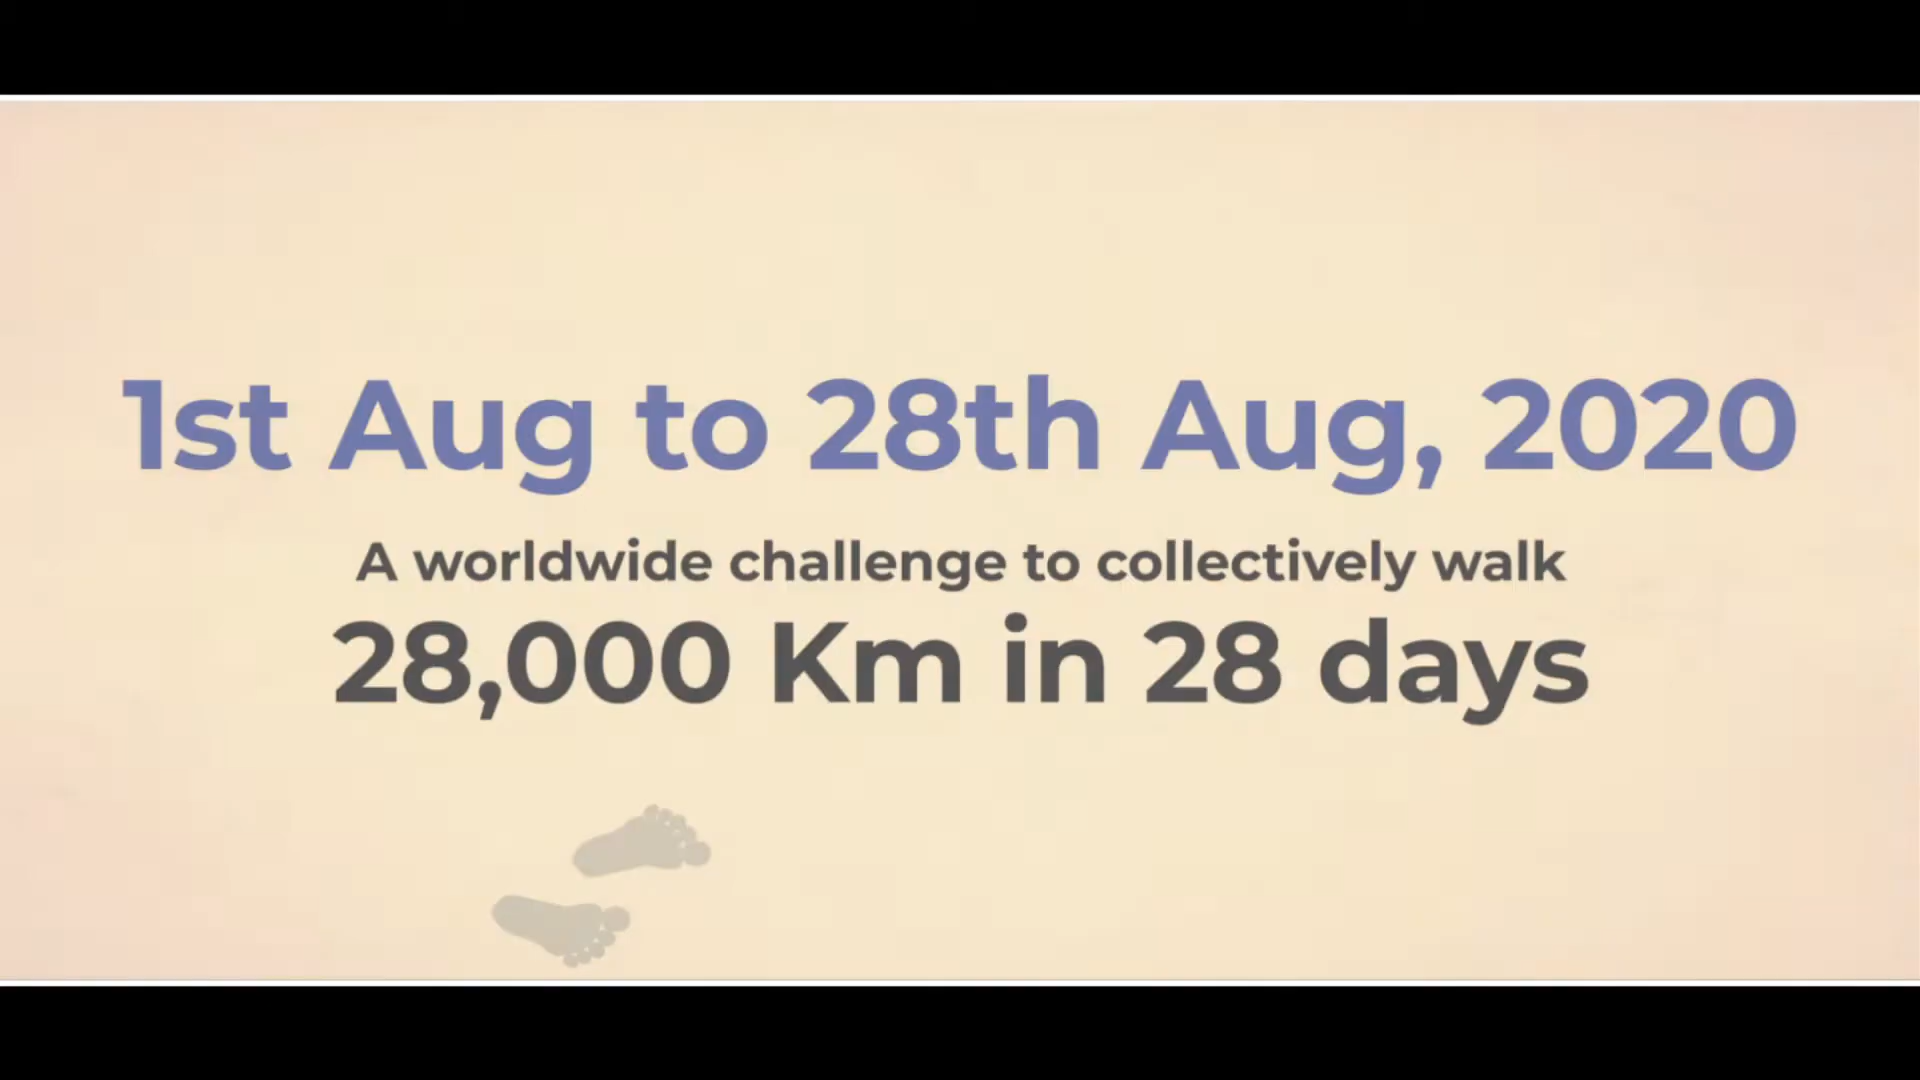 1st Aug to 28th Aug, 2020
A worldwide challenge to collectively walk
28,000 Km in 28 days